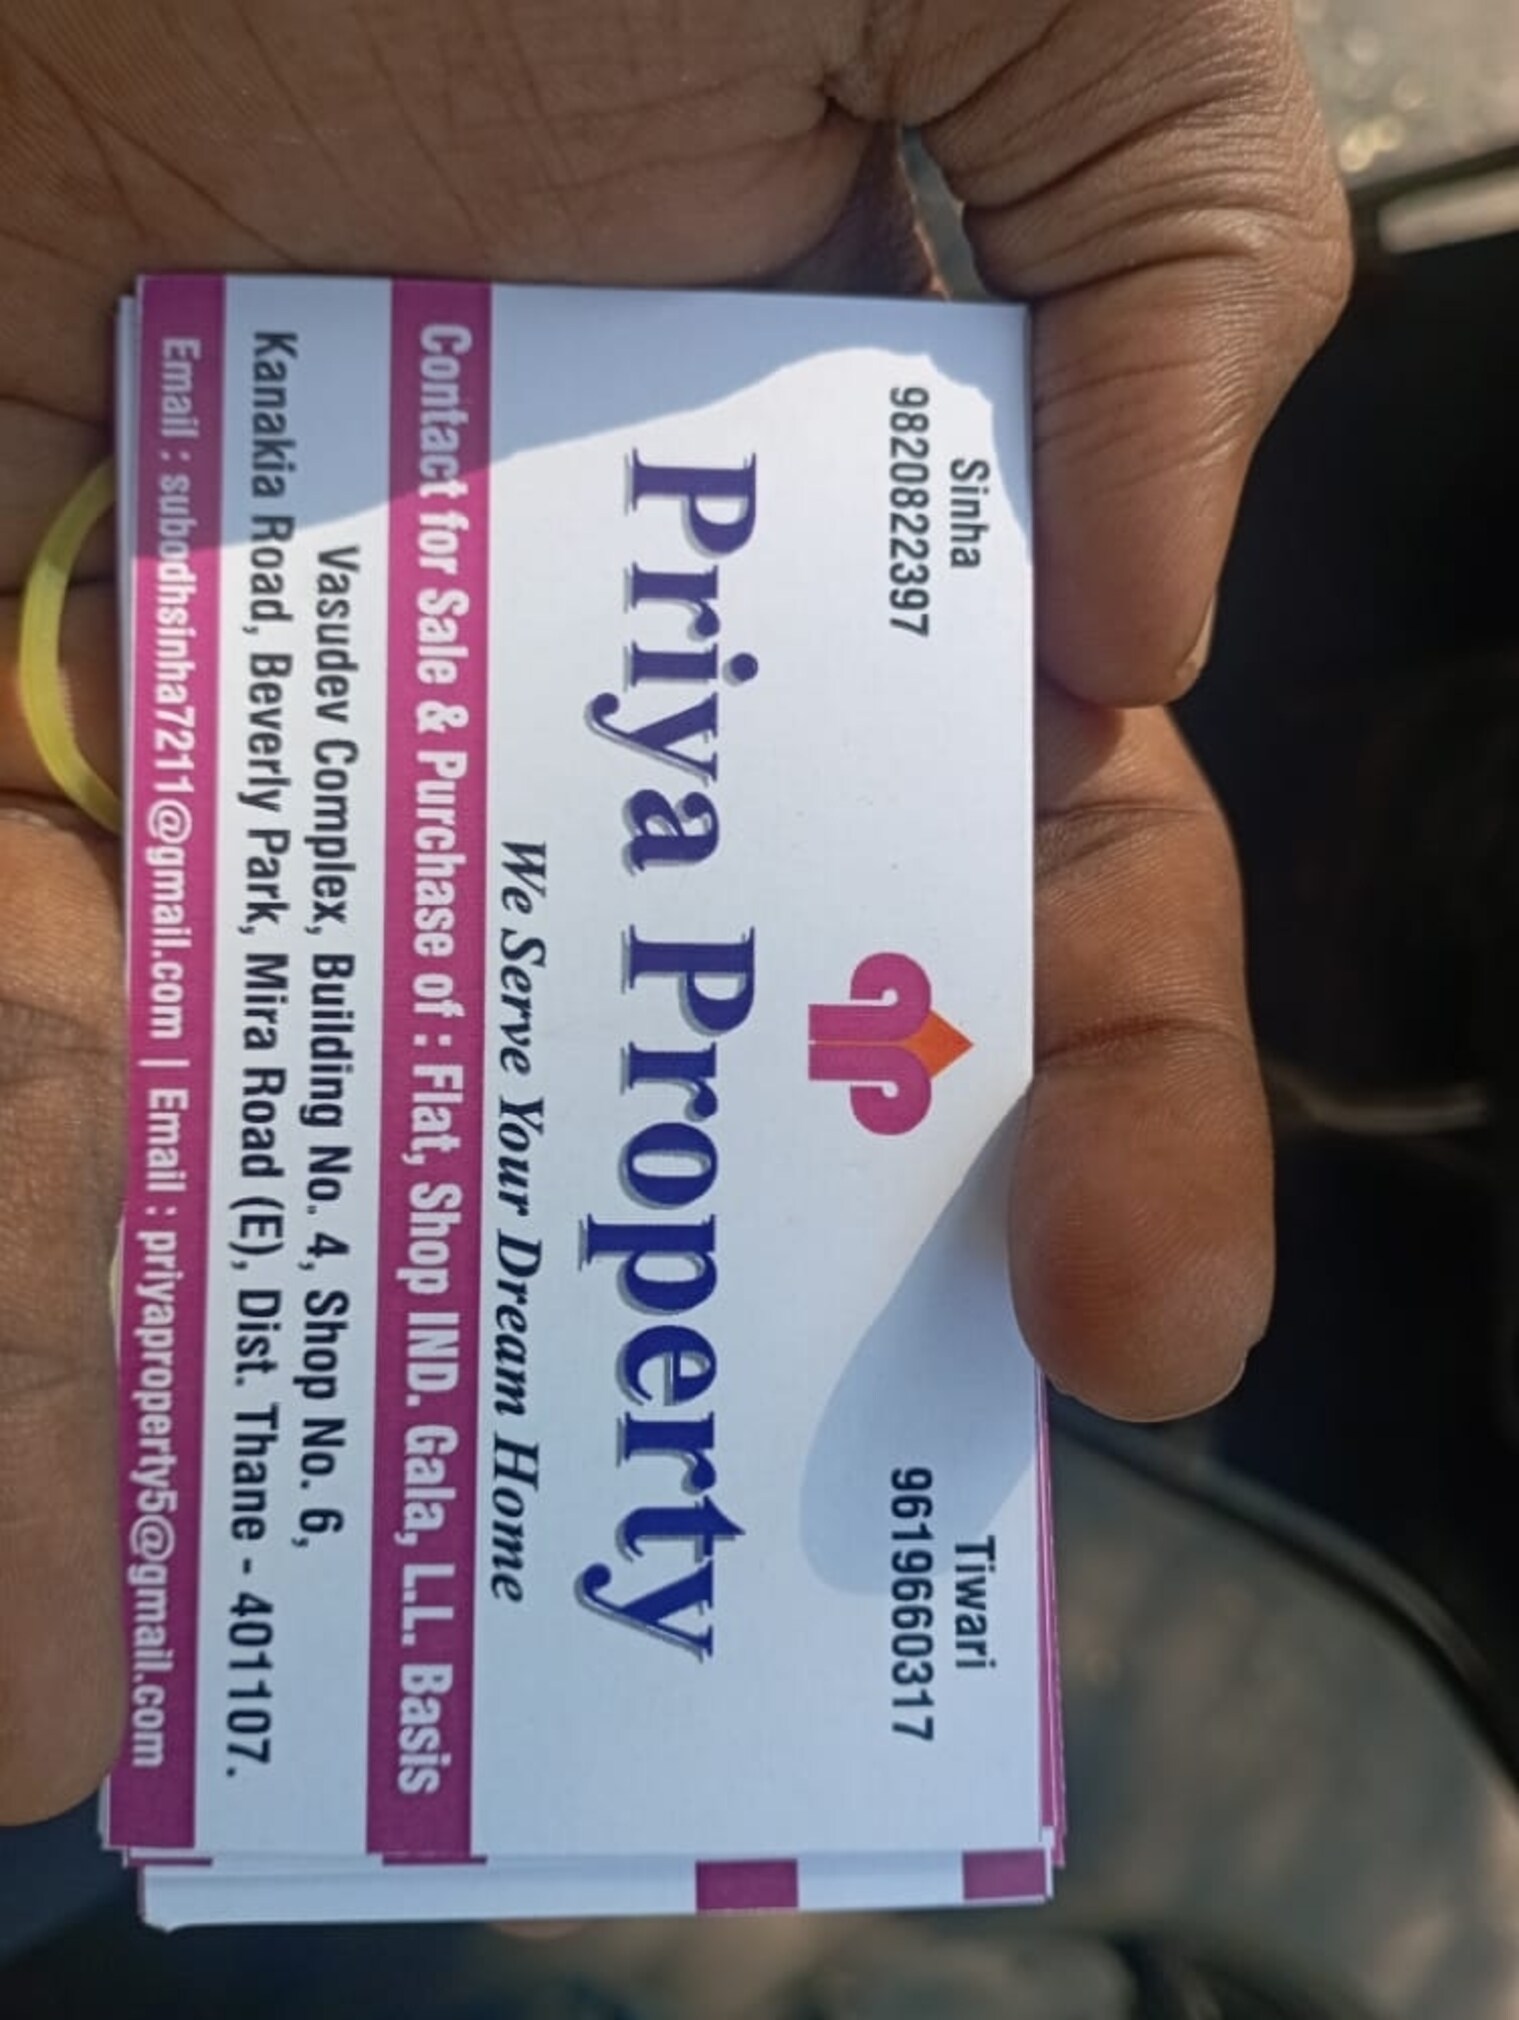 Sinha
9820822397
Tiwari
9619660317
Priya Property
We Serve Your Dream Home
Contact for Sale & Purchase of : Flat, Shop IND. Gala, L.L. Basis
Vasudev Complex, Building No. 4, Shop No. 6,
Kanakia Road, Beverly Park, Mira Road (E), Dist. Thane - 401107.
Email : subodhsinha7211@gmail.com | Email : priyaproperty5@gmail.com